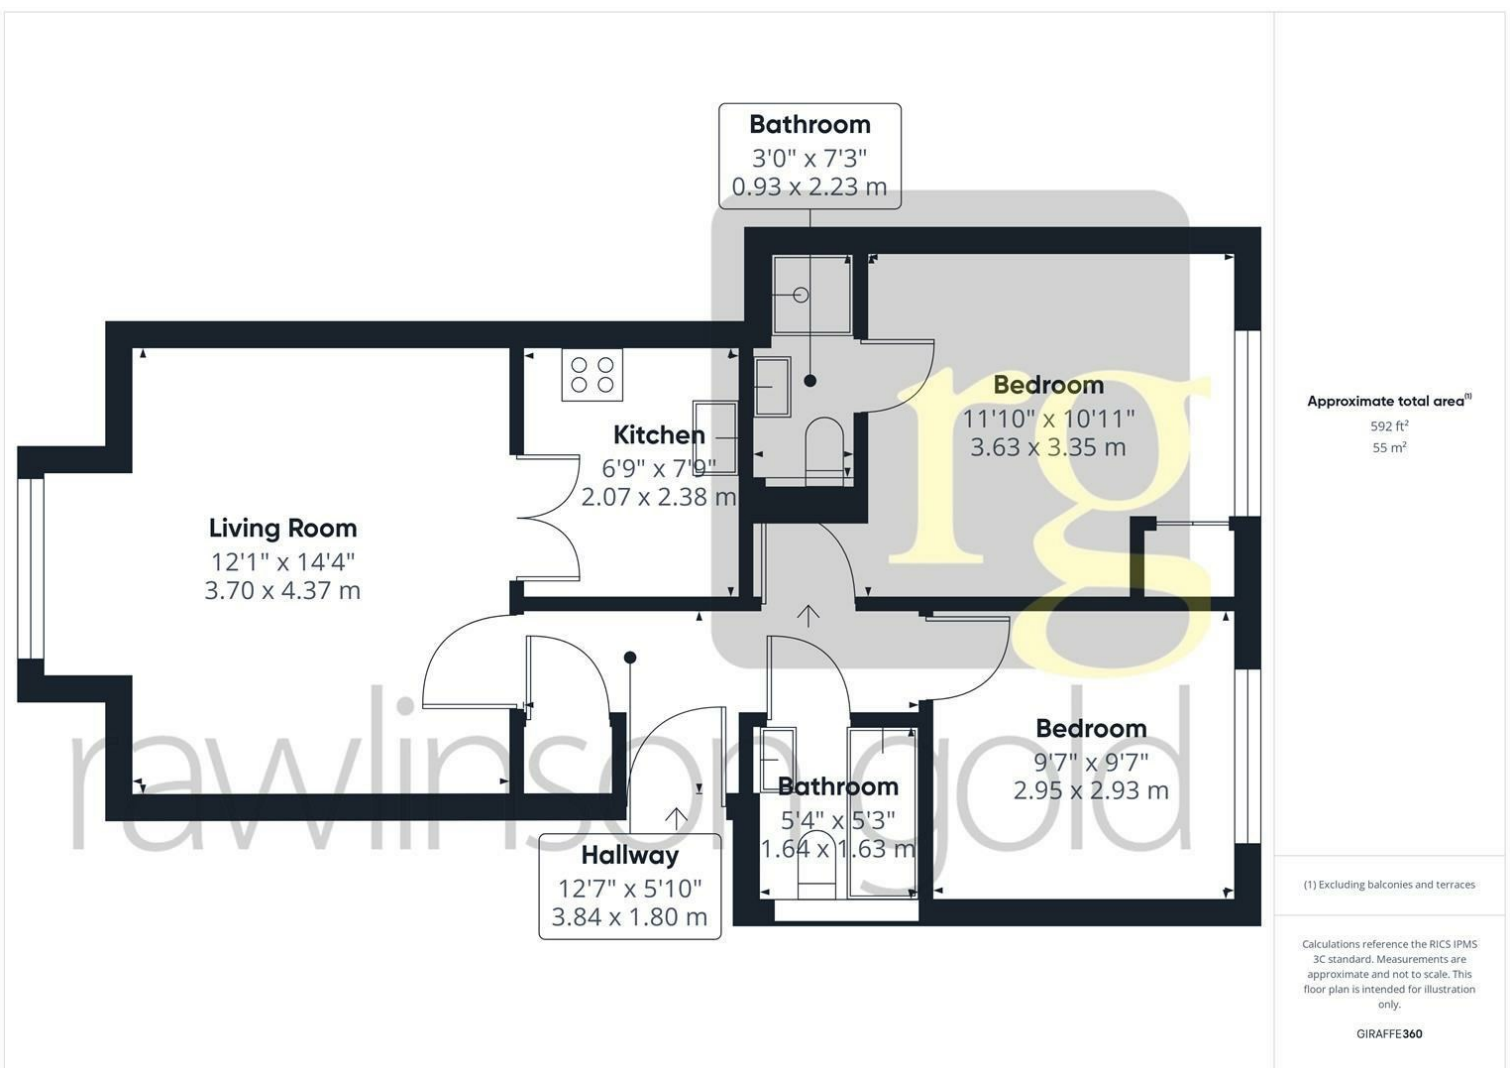 Bathroom
3'0" x 7'3"
0.93 x 2.23 m
Bedroom
11'10" x 10'11"
3.63 x 3.35 m
Kitchen
6'9" x 7'9"
2.07 x 2.38 m
Living Room
12'1" x 14'4"
3.70 x 4.37 m
Bedroom
9'7" x 9'7"
2.95 x 2.93 m
Bathroom
5'4" x 5'3"
1.64 x 1.63 m
Hallway
12'7" x 5'10"
3.84 x 1.80 m
rg
rawlinson gold
Approximate total area(1)
592 ft²
55 m²
(1) Excluding balconies and terraces
Calculations reference the RICS IPMS
3C standard. Measurements are
approximate and not to scale. This
floor plan is intended for illustration
only.
GIRAFFE360